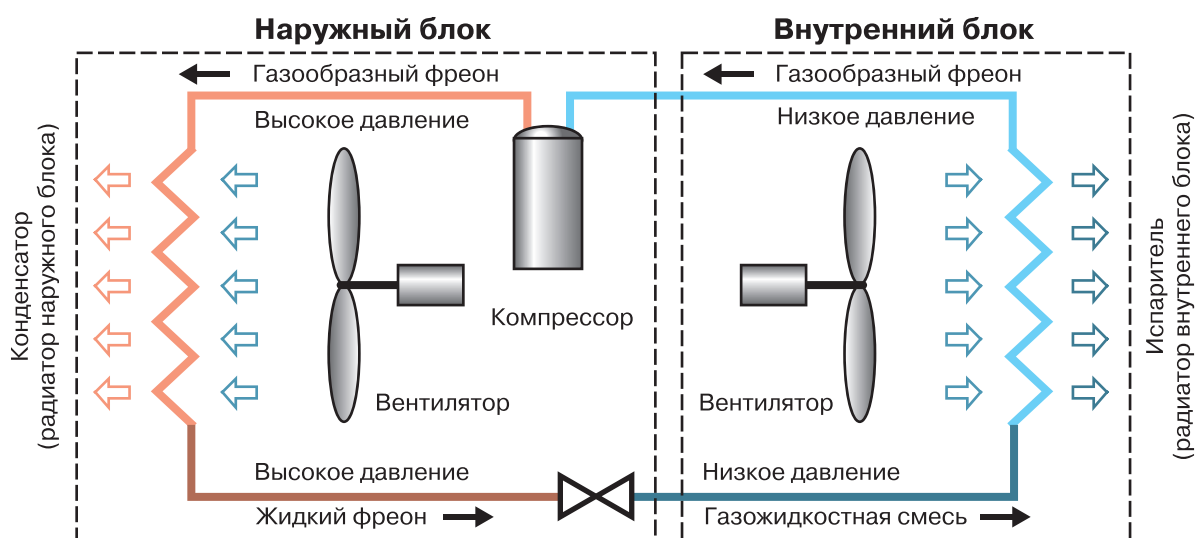 Наружный блок
Внутренний блок
Газообразный фреон
Газообразный фреон
Высокое давление
Низкое давление
Конденсатор
(радиатор наружного блока)
Компрессор
Вентилятор
Вентилятор
Испаритель
(радиатор внутреннего блока)
Высокое давление
Низкое давление
Жидкий фреон
Газожидкостная смесь